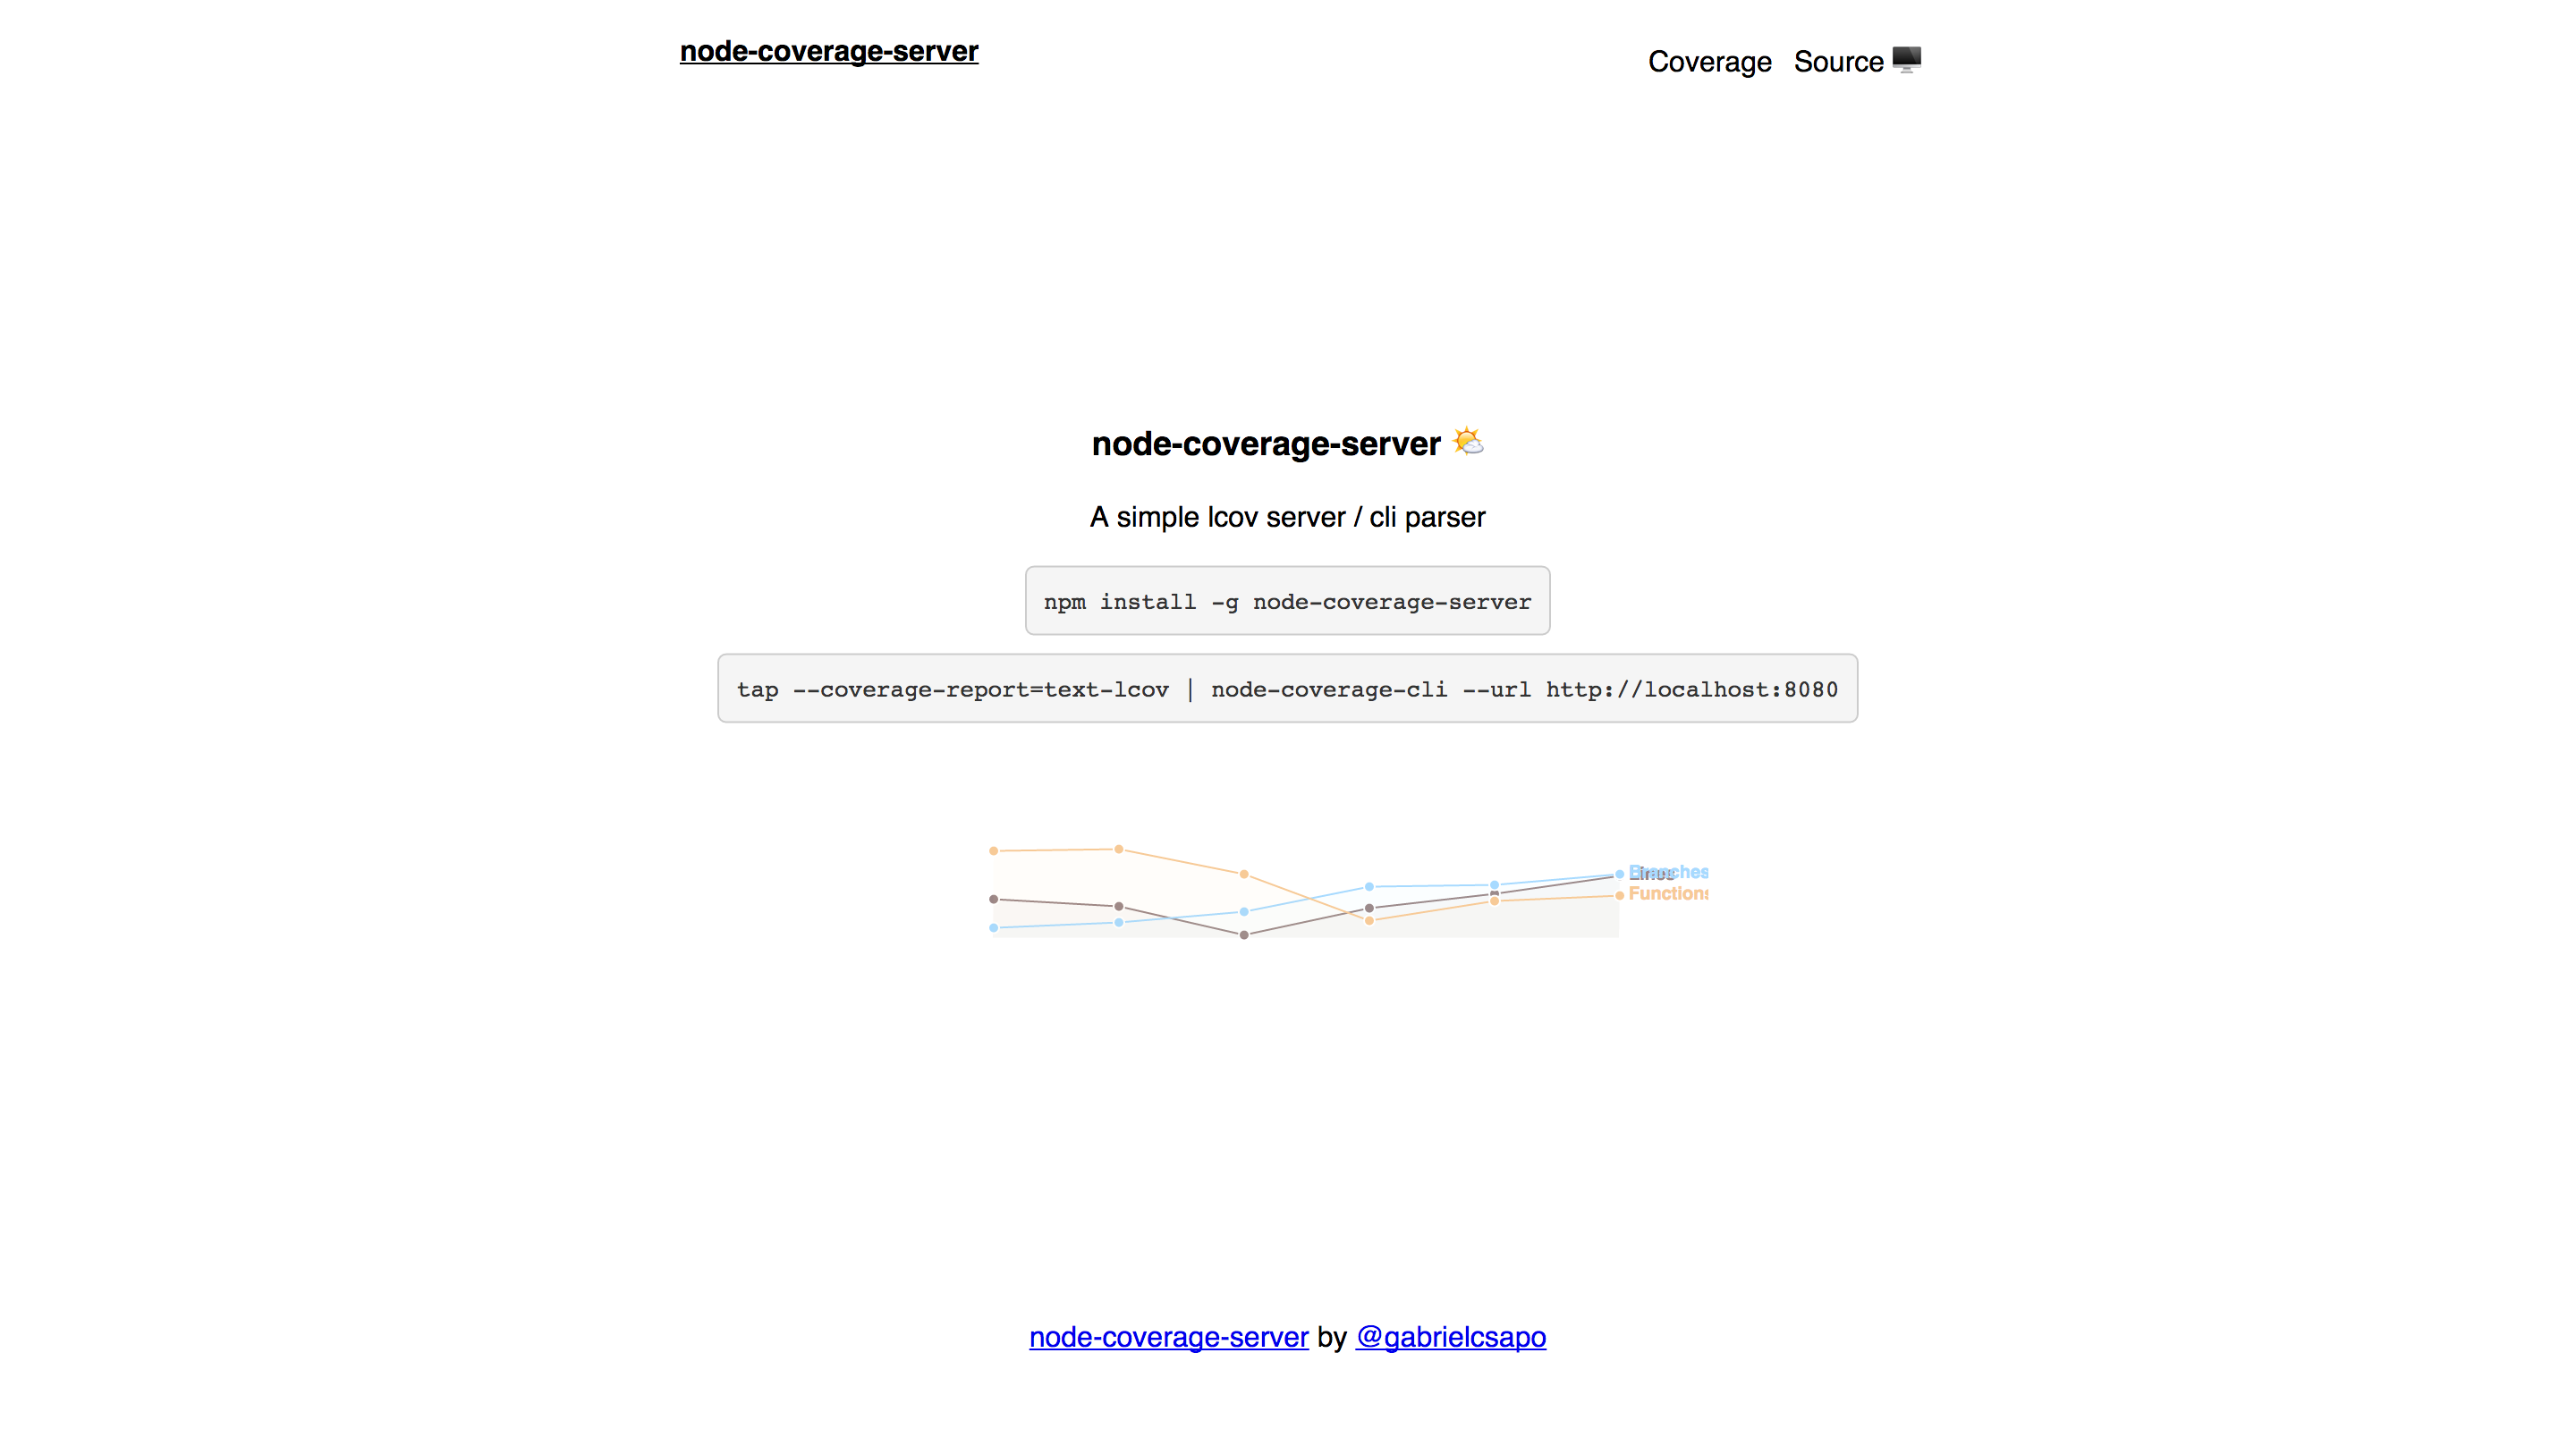 node-coverage-server
Coverage Source 🖥
node-coverage-server 🌤
A simple lcov server / cli parser
npm install -g node-coverage-server
tap --coverage-report=text-lcov | node-coverage-cli --url http://localhost:8080
Branches
Lines
Functions
node-coverage-server by @gabrielcsapo